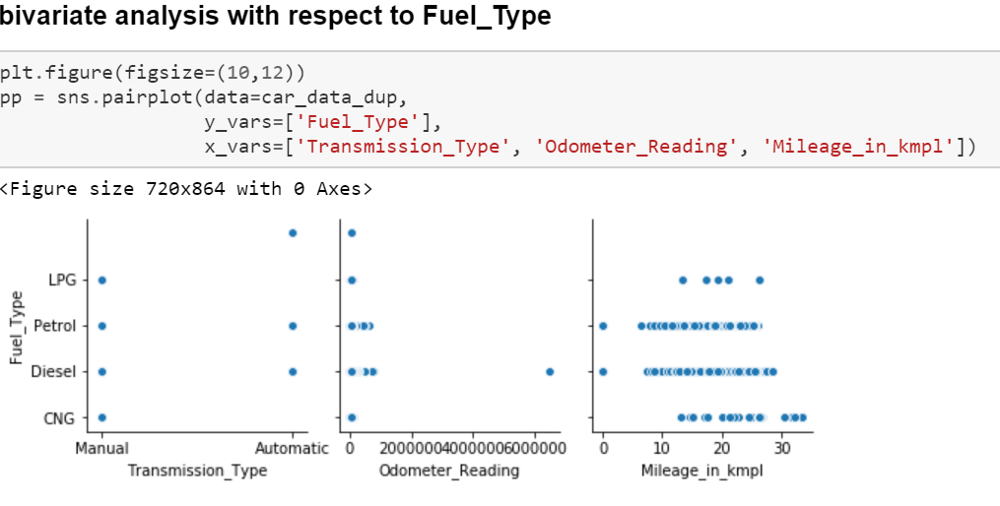 bivariate analysis with respect to Fuel_Type
plt.figure(figsize=(10,12))
pp = sns.pairplot(data=car_data_dup,
y_vars=['Fuel_Type'],
x_vars=['Transmission_Type', 'Odometer_Reading', 'Mileage_in_kmpl'])
<Figure size 720x864 with 0 Axes>
LPG
Petrol
Diesel
CNG
Fuel_Type
Manual Automatic 0 2000000 4000000 6000000 0 10 20 30
Transmission_Type Odometer_Reading Mileage_in_kmpl